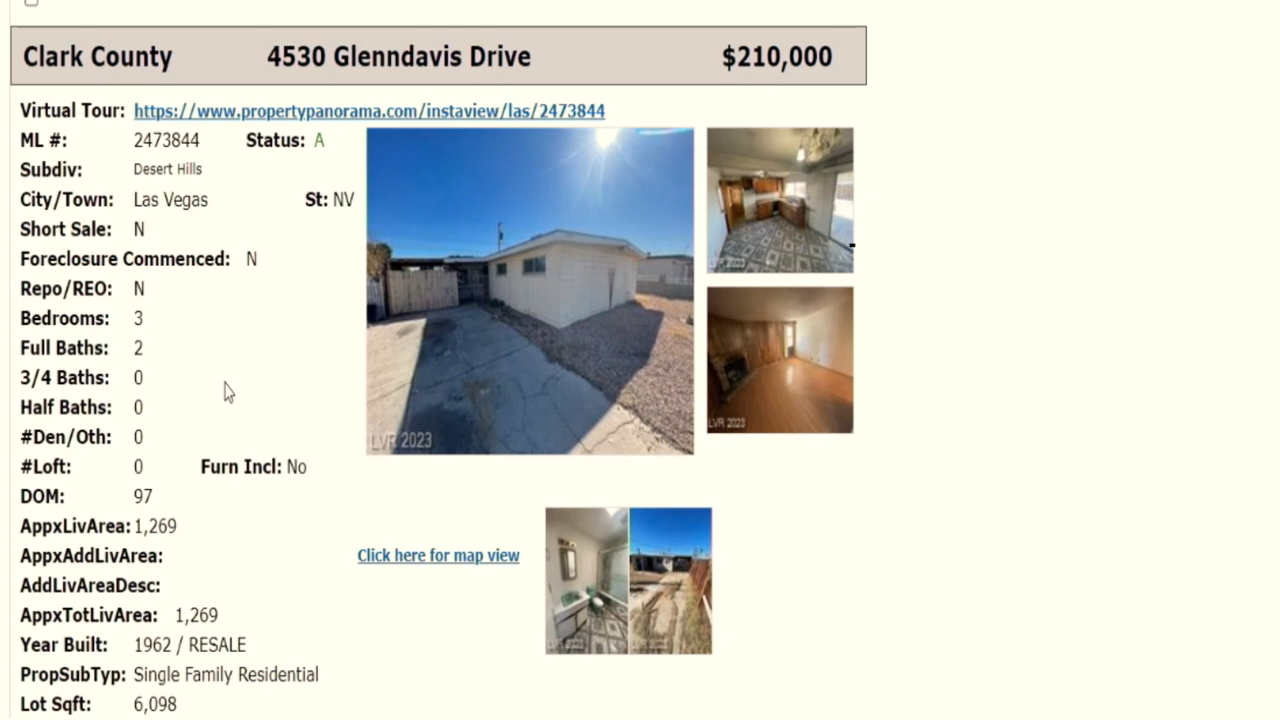 Clark County 4530 Glenndavis Drive $210,000
Virtual Tour: https://www.propertypanorama.com/instaview/las/2473844
ML #: 2473844 Status: A
Subdiv: Desert Hills
City/Town: Las Vegas St: NV
Short Sale: N
Foreclosure Commenced: N
Repo/REO: N
Bedrooms: 3
Full Baths: 2
3/4 Baths: 0
Half Baths: 0
#Den/Oth: 0
#Loft: 0 Furn Incl: No
DOM: 97
AppxLivArea: 1,269
AppxAddLivArea:
AddLivAreaDesc:
AppxTotLivArea: 1,269
Year Built: 1962 / RESALE
PropSubTyp: Single Family Residential
Lot Sqft: 6,098
LVR 2023
LVR 2023
LVR 2023
Click here for map view
LVR 2023
LVR 2023